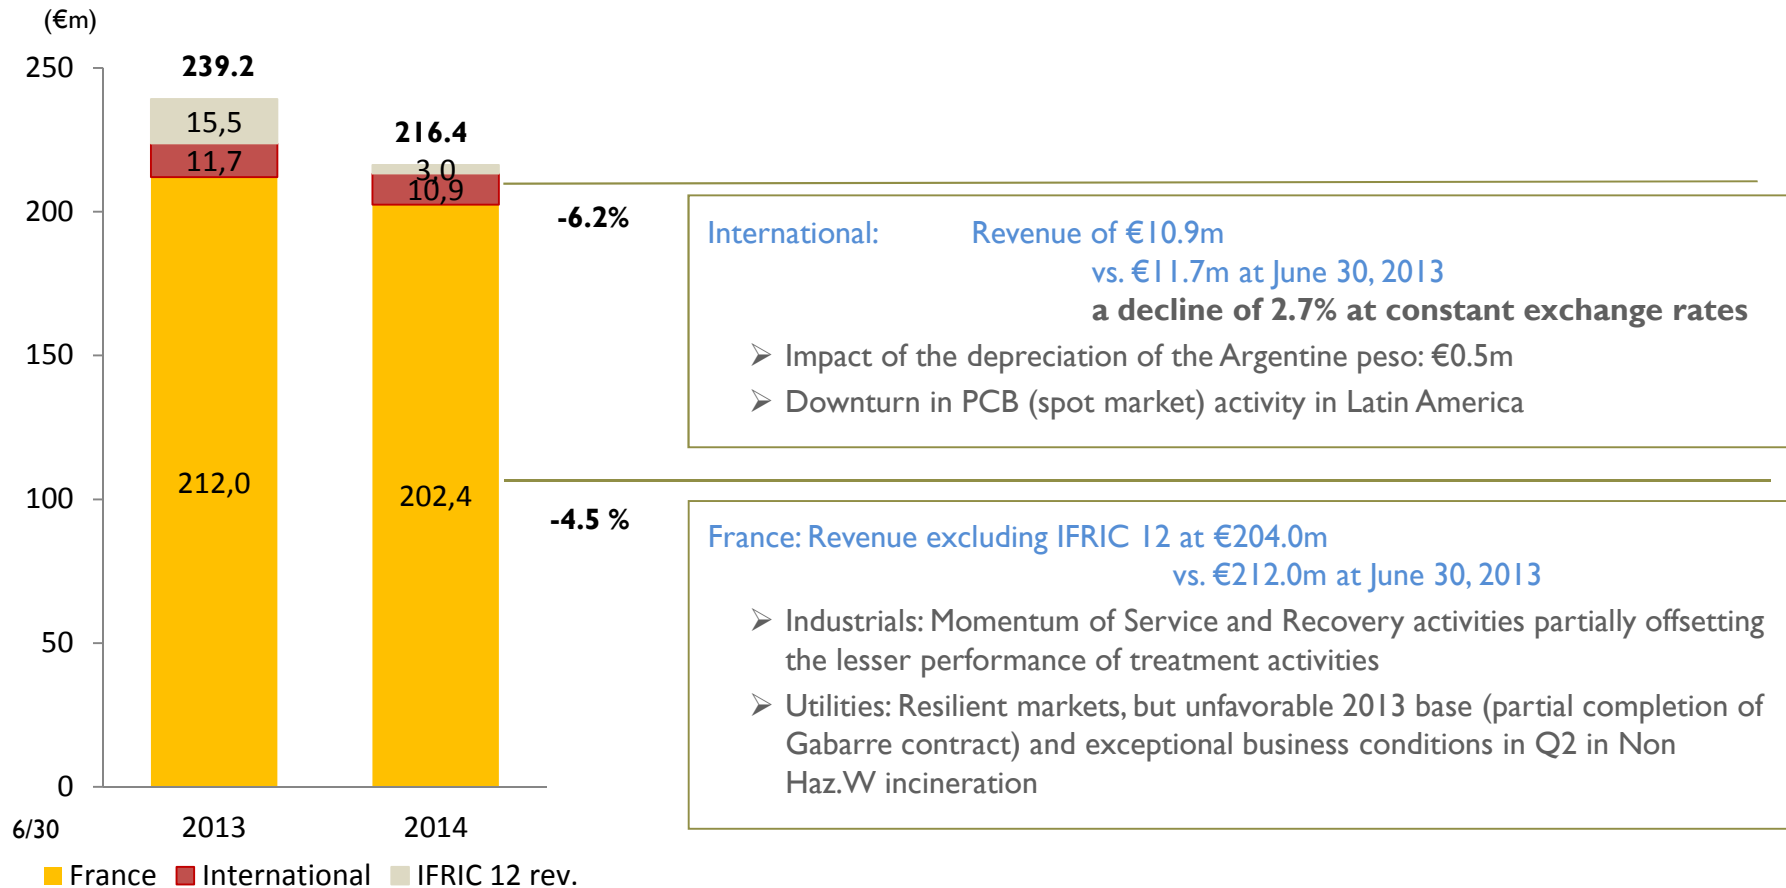 (€m)
250
200
150
100
50
0
239.2
15,5
11,7
212,0
216.4
3,0
10,9
202,4
6/30
2013
2014
France
International
IFRIC 12 rev.
-6.2%
International: Revenue of €10.9m
vs. €11.7m at June 30, 2013
a decline of 2.7% at constant exchange rates
➢ Impact of the depreciation of the Argentine peso: €0.5m
➢ Downturn in PCB (spot market) activity in Latin America
-4.5 %
France: Revenue excluding IFRIC 12 at €204.0m
vs. €212.0m at June 30, 2013
➢ Industrials: Momentum of Service and Recovery activities partially offsetting
the lesser performance of treatment activities
➢ Utilities: Resilient markets, but unfavorable 2013 base (partial completion of
Gabarre contract) and exceptional business conditions in Q2 in Non
Haz.W incineration